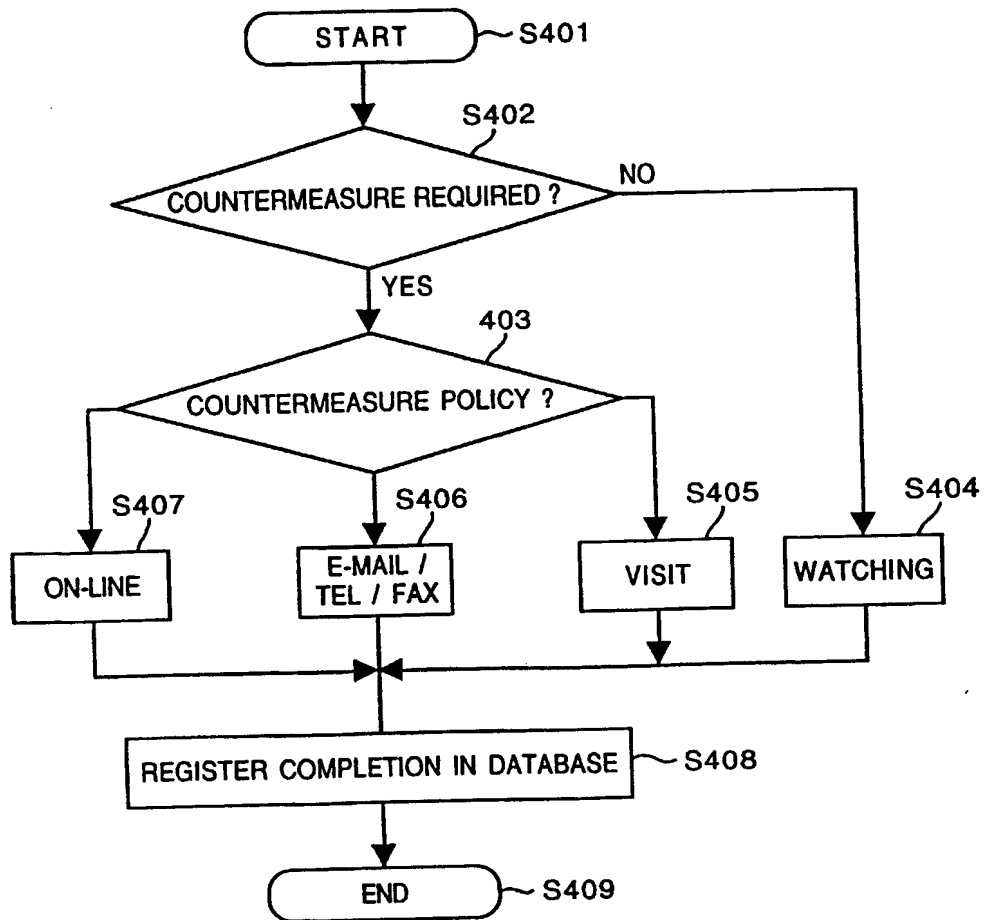 START
S401
S402
COUNTERMEASURE REQUIRED ?
NO
YES
403
COUNTERMEASURE POLICY ?
S407
S406
S405
S404
ON-LINE
E-MAIL /
TEL / FAX
VISIT
WATCHING
REGISTER COMPLETION IN DATABASE
S408
END
S409